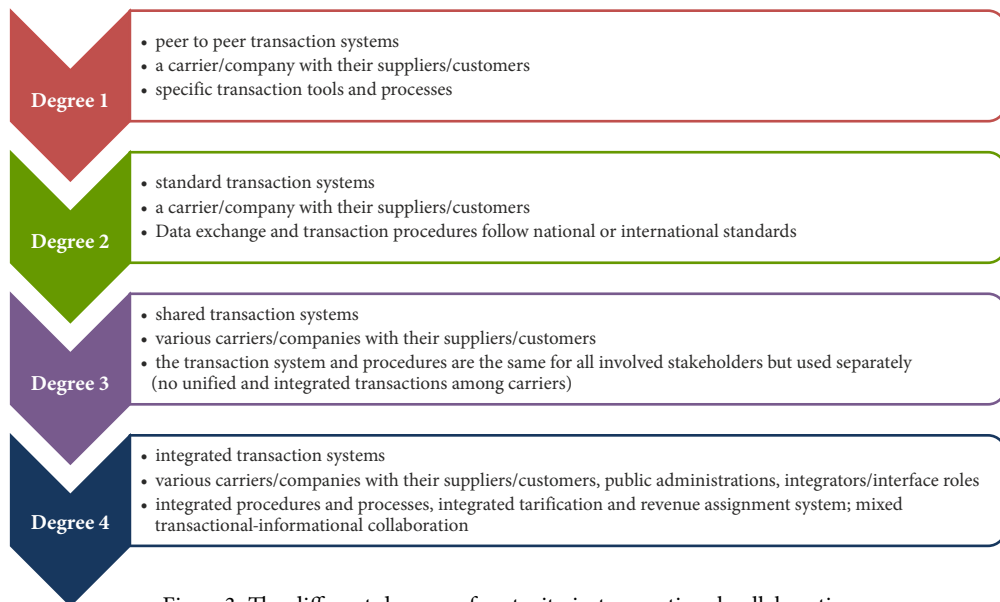 Degree 1
• peer to peer transaction systems
• a carrier/company with their suppliers/customers
• specific transaction tools and processes
Degree 2
• standard transaction systems
• a carrier/company with their suppliers/customers
• Data exchange and transaction procedures follow national or international standards
Degree 3
• shared transaction systems
• various carriers/companies with their suppliers/customers
• the transaction system and procedures are the same for all involved stakeholders but used separately
(no unified and integrated transactions among carriers)
Degree 4
• integrated transaction systems
• various carriers/companies with their suppliers/customers, public administrations, integrators/interface roles
• integrated procedures and processes, integrated tarification and revenue assignment system; mixed
transactional-informational collaboration